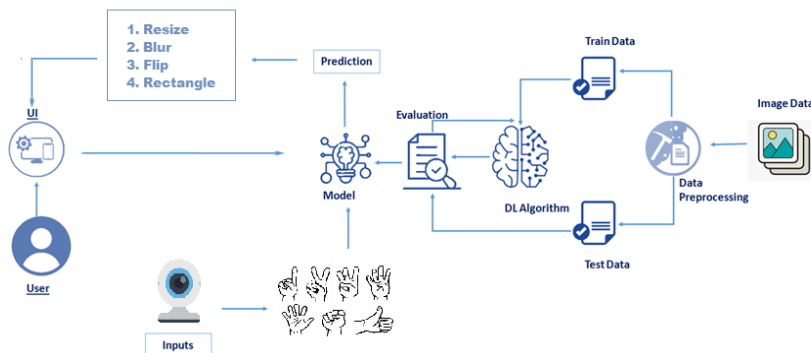 1. Resize
2. Blur
3. Flip
4. Rectangle
Prediction
Train Data
UI
Evaluation
Image Data
Model
DL Algorithm
Data
Preprocessing
User
Test Data
Inputs